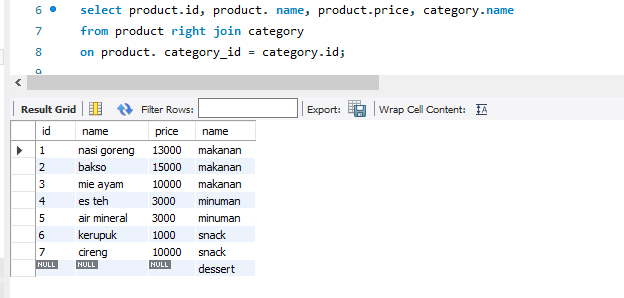 6 select product.id, product. name, product.price, category.name
7 from product right join category
8 on product. category_id = category.id;
9
Result Grid Filter Rows: Export: Wrap Cell Content: IA
id name price name
1 nasi goreng 13000 makanan
2 bakso 15000 makanan
3 mie ayam 10000 makanan
4 es teh 3000 minuman
5 air mineral 3000 minuman
6 kerupuk 1000 snack
7 cireng 10000 snack
NULL NULL NULL dessert